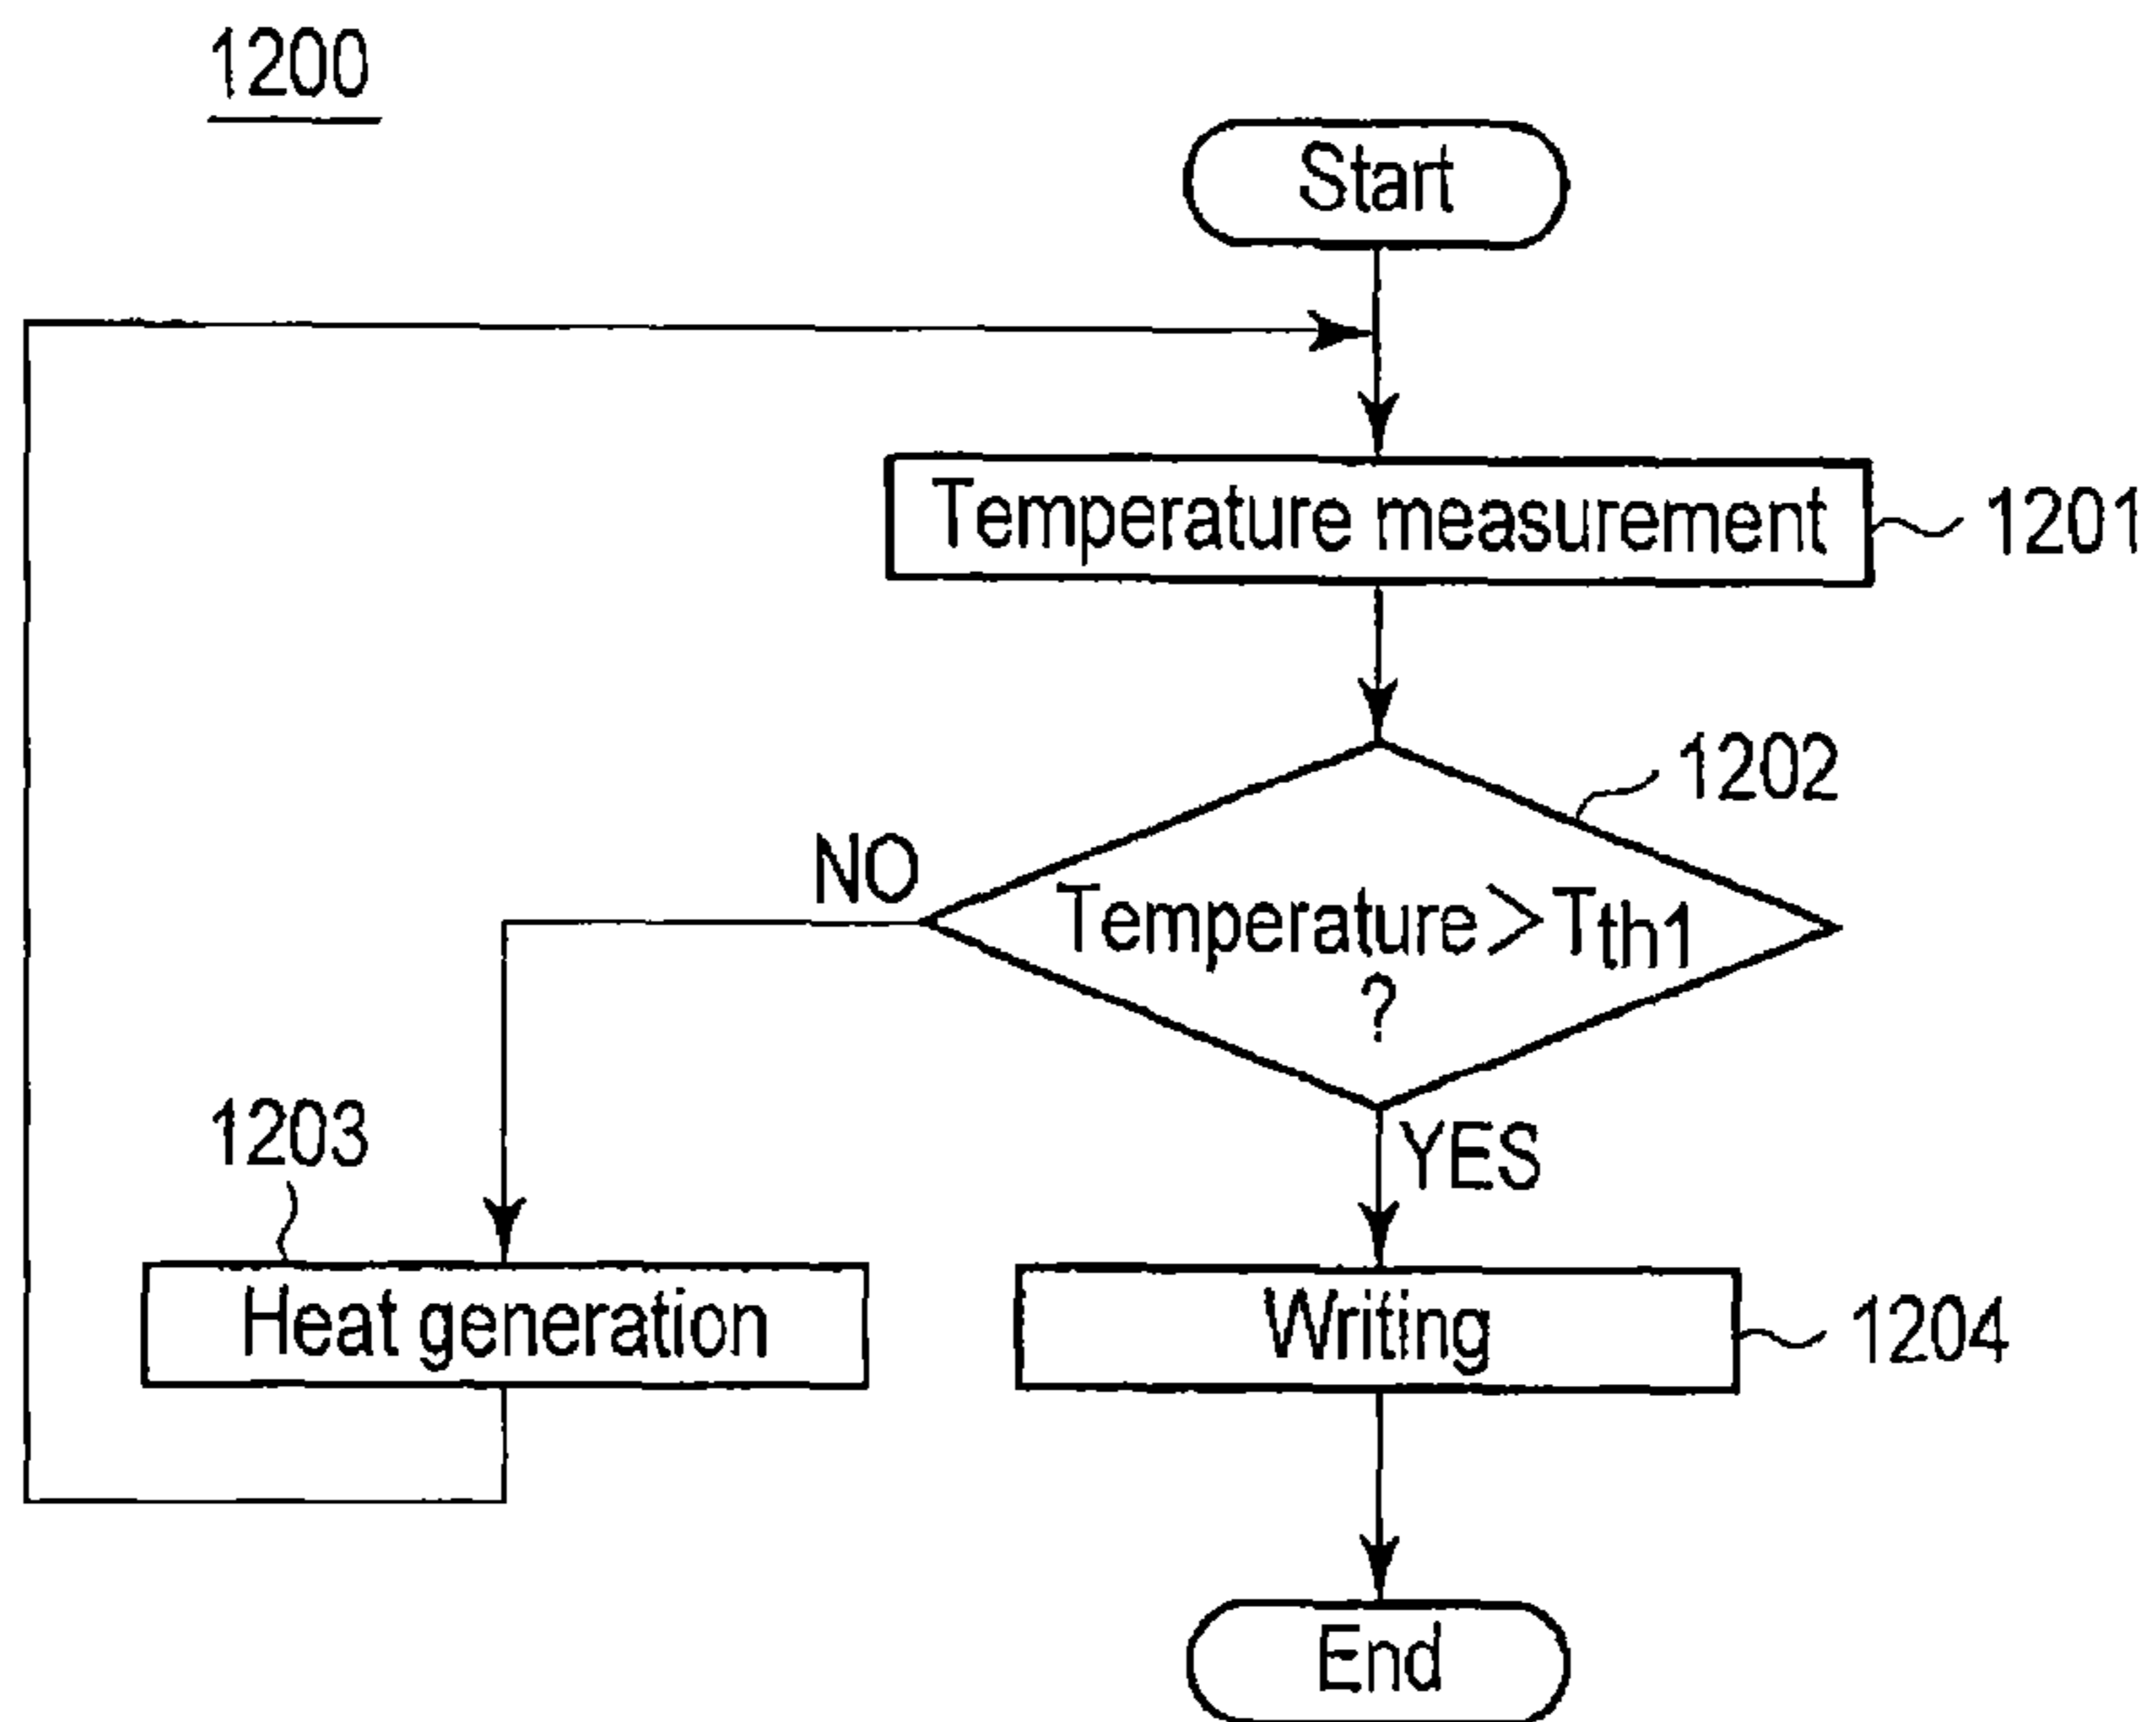 1200
Start
Temperature measurement
1201
1202
NO
Temperature>Tth1
?
YES
1203
Heat generation
Writing
1204
End